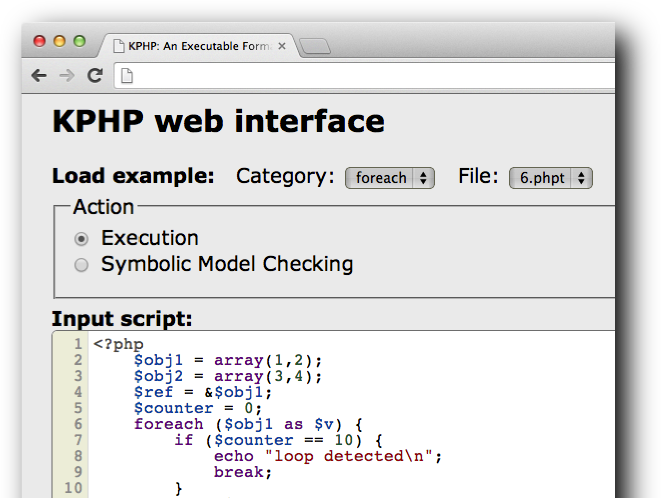 KPHP: An Executable Form
KPHP web interface
Load example: Category: foreach File: 6.phpt
Action
Execution
Symbolic Model Checking
Input script:
1 <?php
2 $obj1 = array(1,2);
3 $obj2 = array(3,4);
4 $ref = &$obj1;
5 $counter = 0;
6 foreach ($obj1 as $v) {
7 if ($counter == 10) {
8 echo "loop detected\n";
9 break;
10 }